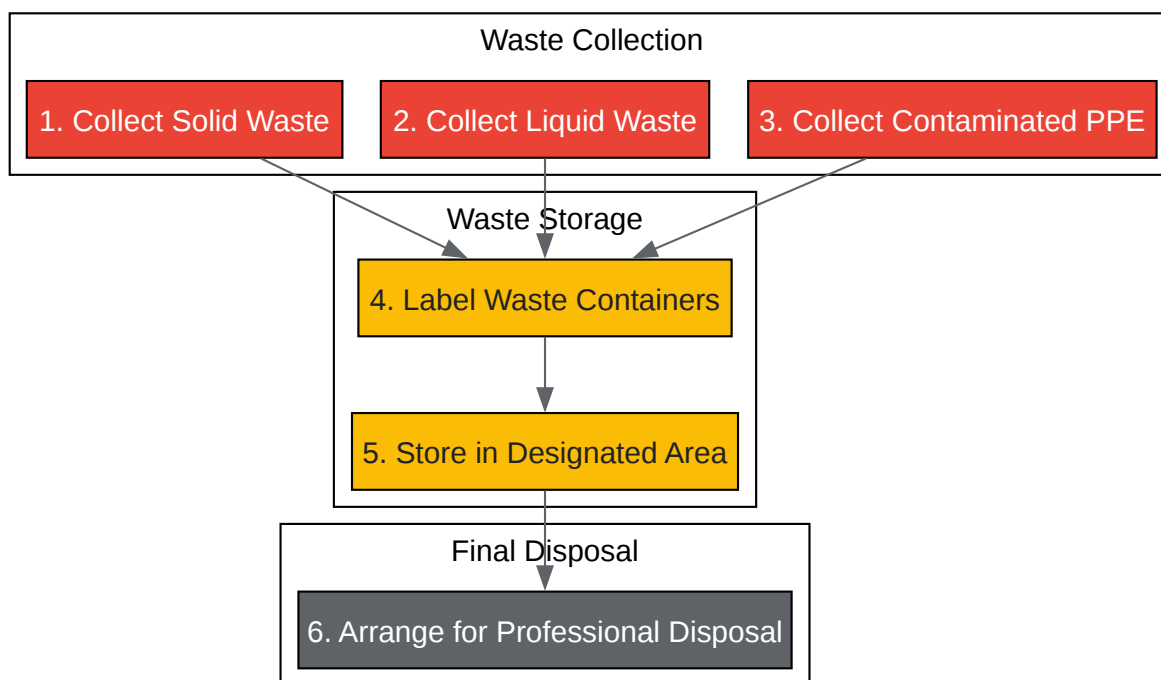 Waste Collection
1. Collect Solid Waste
2. Collect Liquid Waste
3. Collect Contaminated PPE
Waste Storage
4. Label Waste Containers
5. Store in Designated Area
Final Disposal
6. Arrange for Professional Disposal